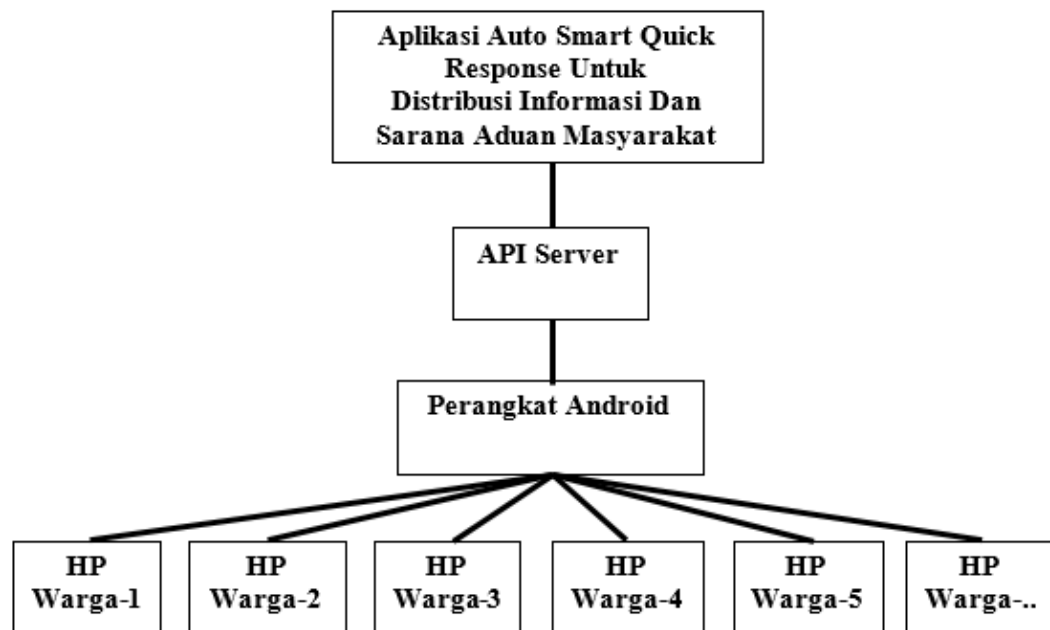 Aplikasi Auto Smart Quick
Response Untuk
Distribusi Informasi Dan
Sarana Aduan Masyarakat
API Server
Perangkat Android
HP
Warga-1
HP
Warga-2
HP
Warga-3
HP
Warga-4
HP
Warga-5
HP
Warga-..